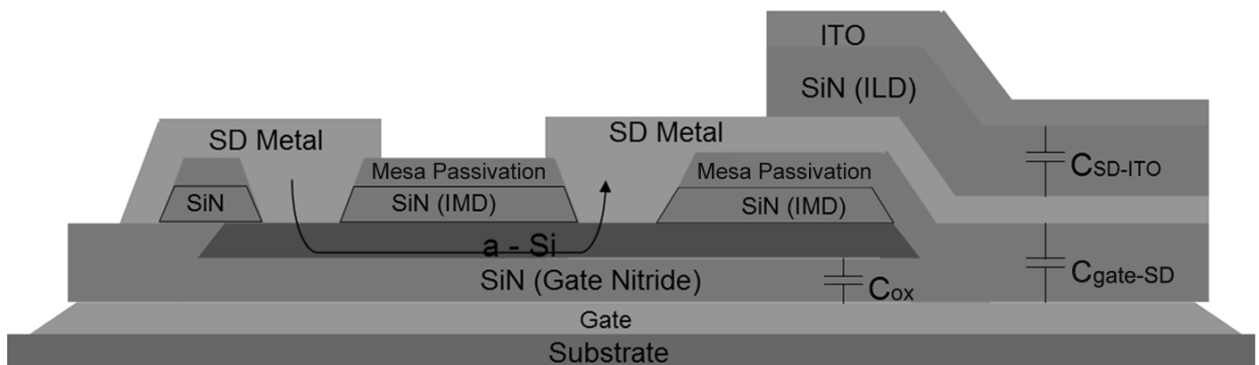 ITO
SiN (ILD)
SD Metal
SD Metal
Mesa Passivation
Mesa Passivation
CSD-ITO
SiN
SiN (IMD)
SiN (IMD)
a - Si
SiN (Gate Nitride)
Cox
Cgate-SD
Gate
Substrate